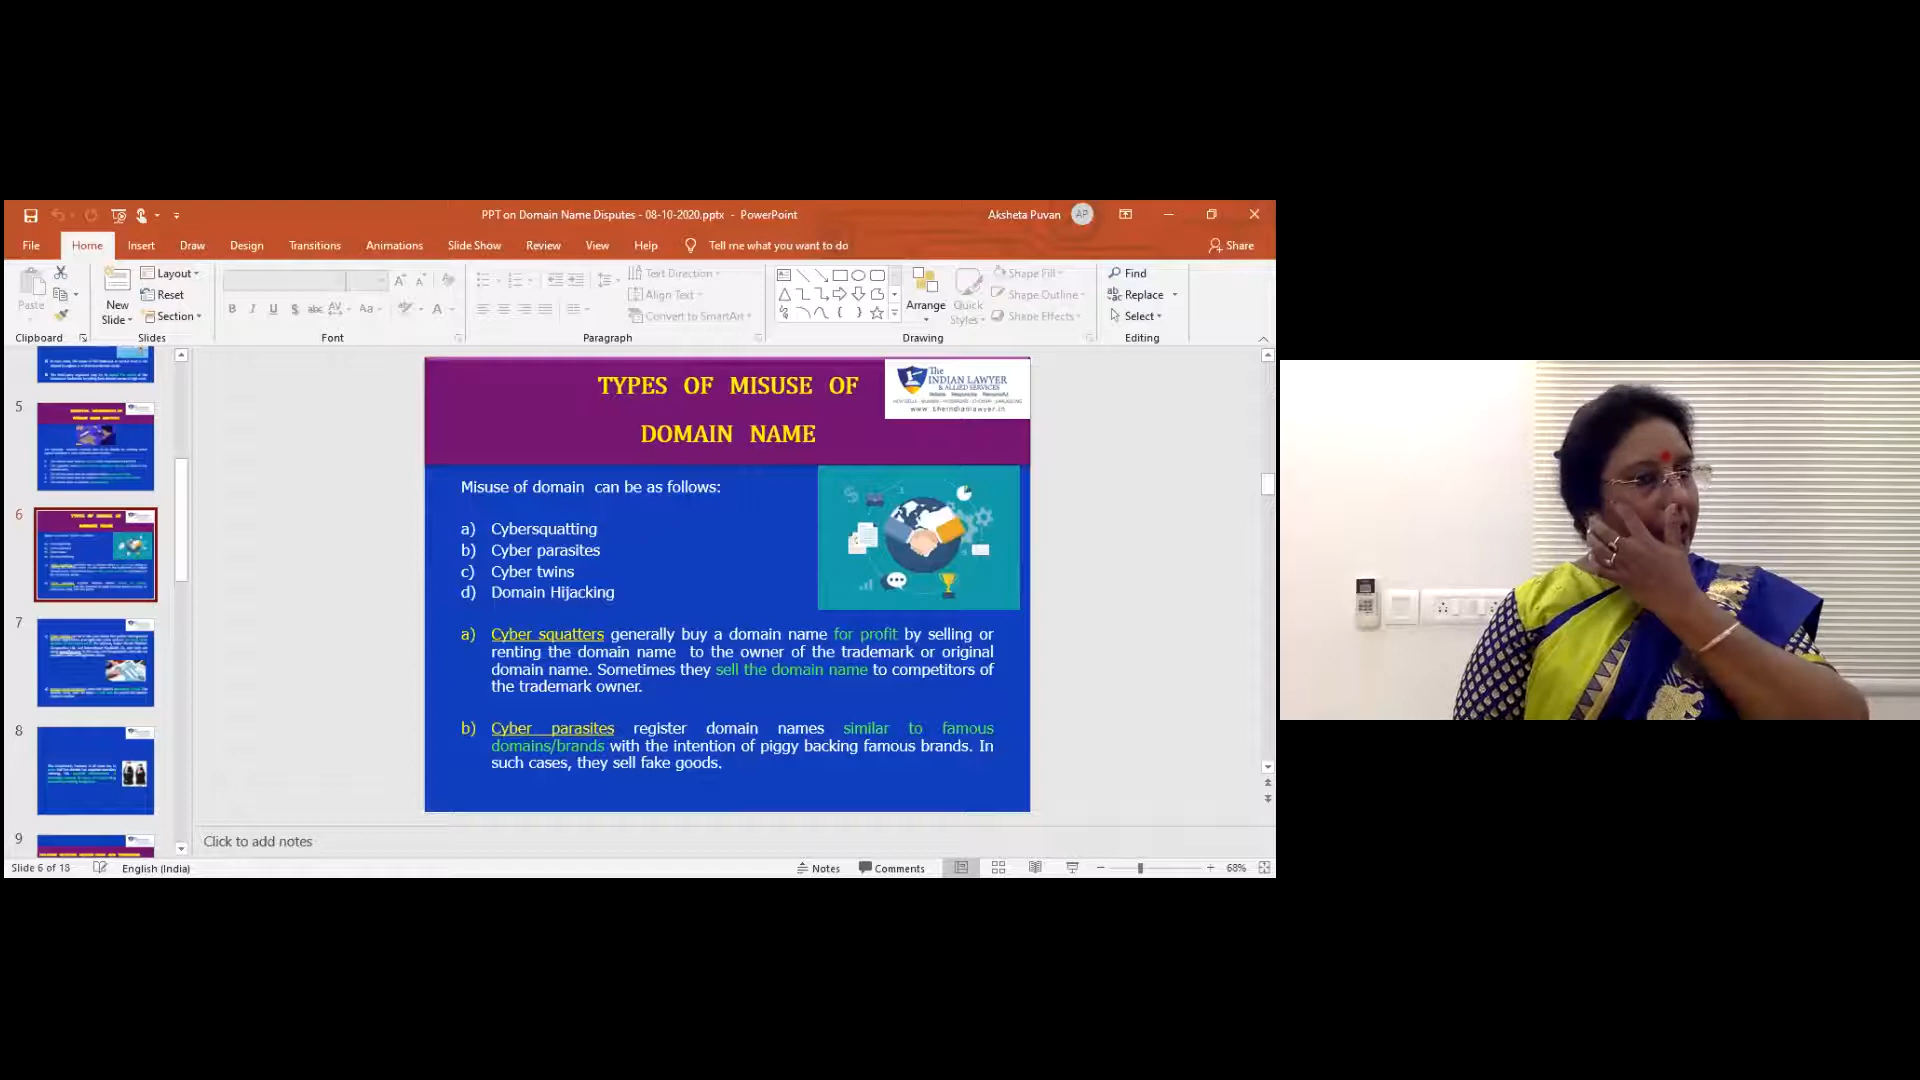 PPT on Domain Name Disputes - 08-10-2020.pptx - PowerPoint
Aksheta Puvan
AP
File Home Insert Draw Design Transitions Animations Slide Show Review View Help Tell me what you want to do Share
Paste
New Slide
Layout
Reset
Section
B I U S abc AV Aa A
Text Direction
Align Text
Convert to SmartArt
Arrange
Quick Styles
Shape Fill
Shape Outline
Shape Effects
Find
Replace
Select
Clipboard Slides Font Paragraph Drawing Editing
5
6
7
8
9
TYPES OF MISUSE OF
DOMAIN NAME
The
INDIAN LAWYER
& ALLIED SERVICES
www.theindianlawyer.in
Misuse of domain can be as follows:
a) Cybersquatting
b) Cyber parasites
c) Cyber twins
d) Domain Hijacking
a) Cyber squatters generally buy a domain name for profit by selling or
renting the domain name to the owner of the trademark or original
domain name. Sometimes they sell the domain name to competitors of
the trademark owner.
b) Cyber parasites register domain names similar to famous
domains/brands with the intention of piggy backing famous brands. In
such cases, they sell fake goods.
Click to add notes
Slide 6 of 18 English (India) Notes Comments 68%